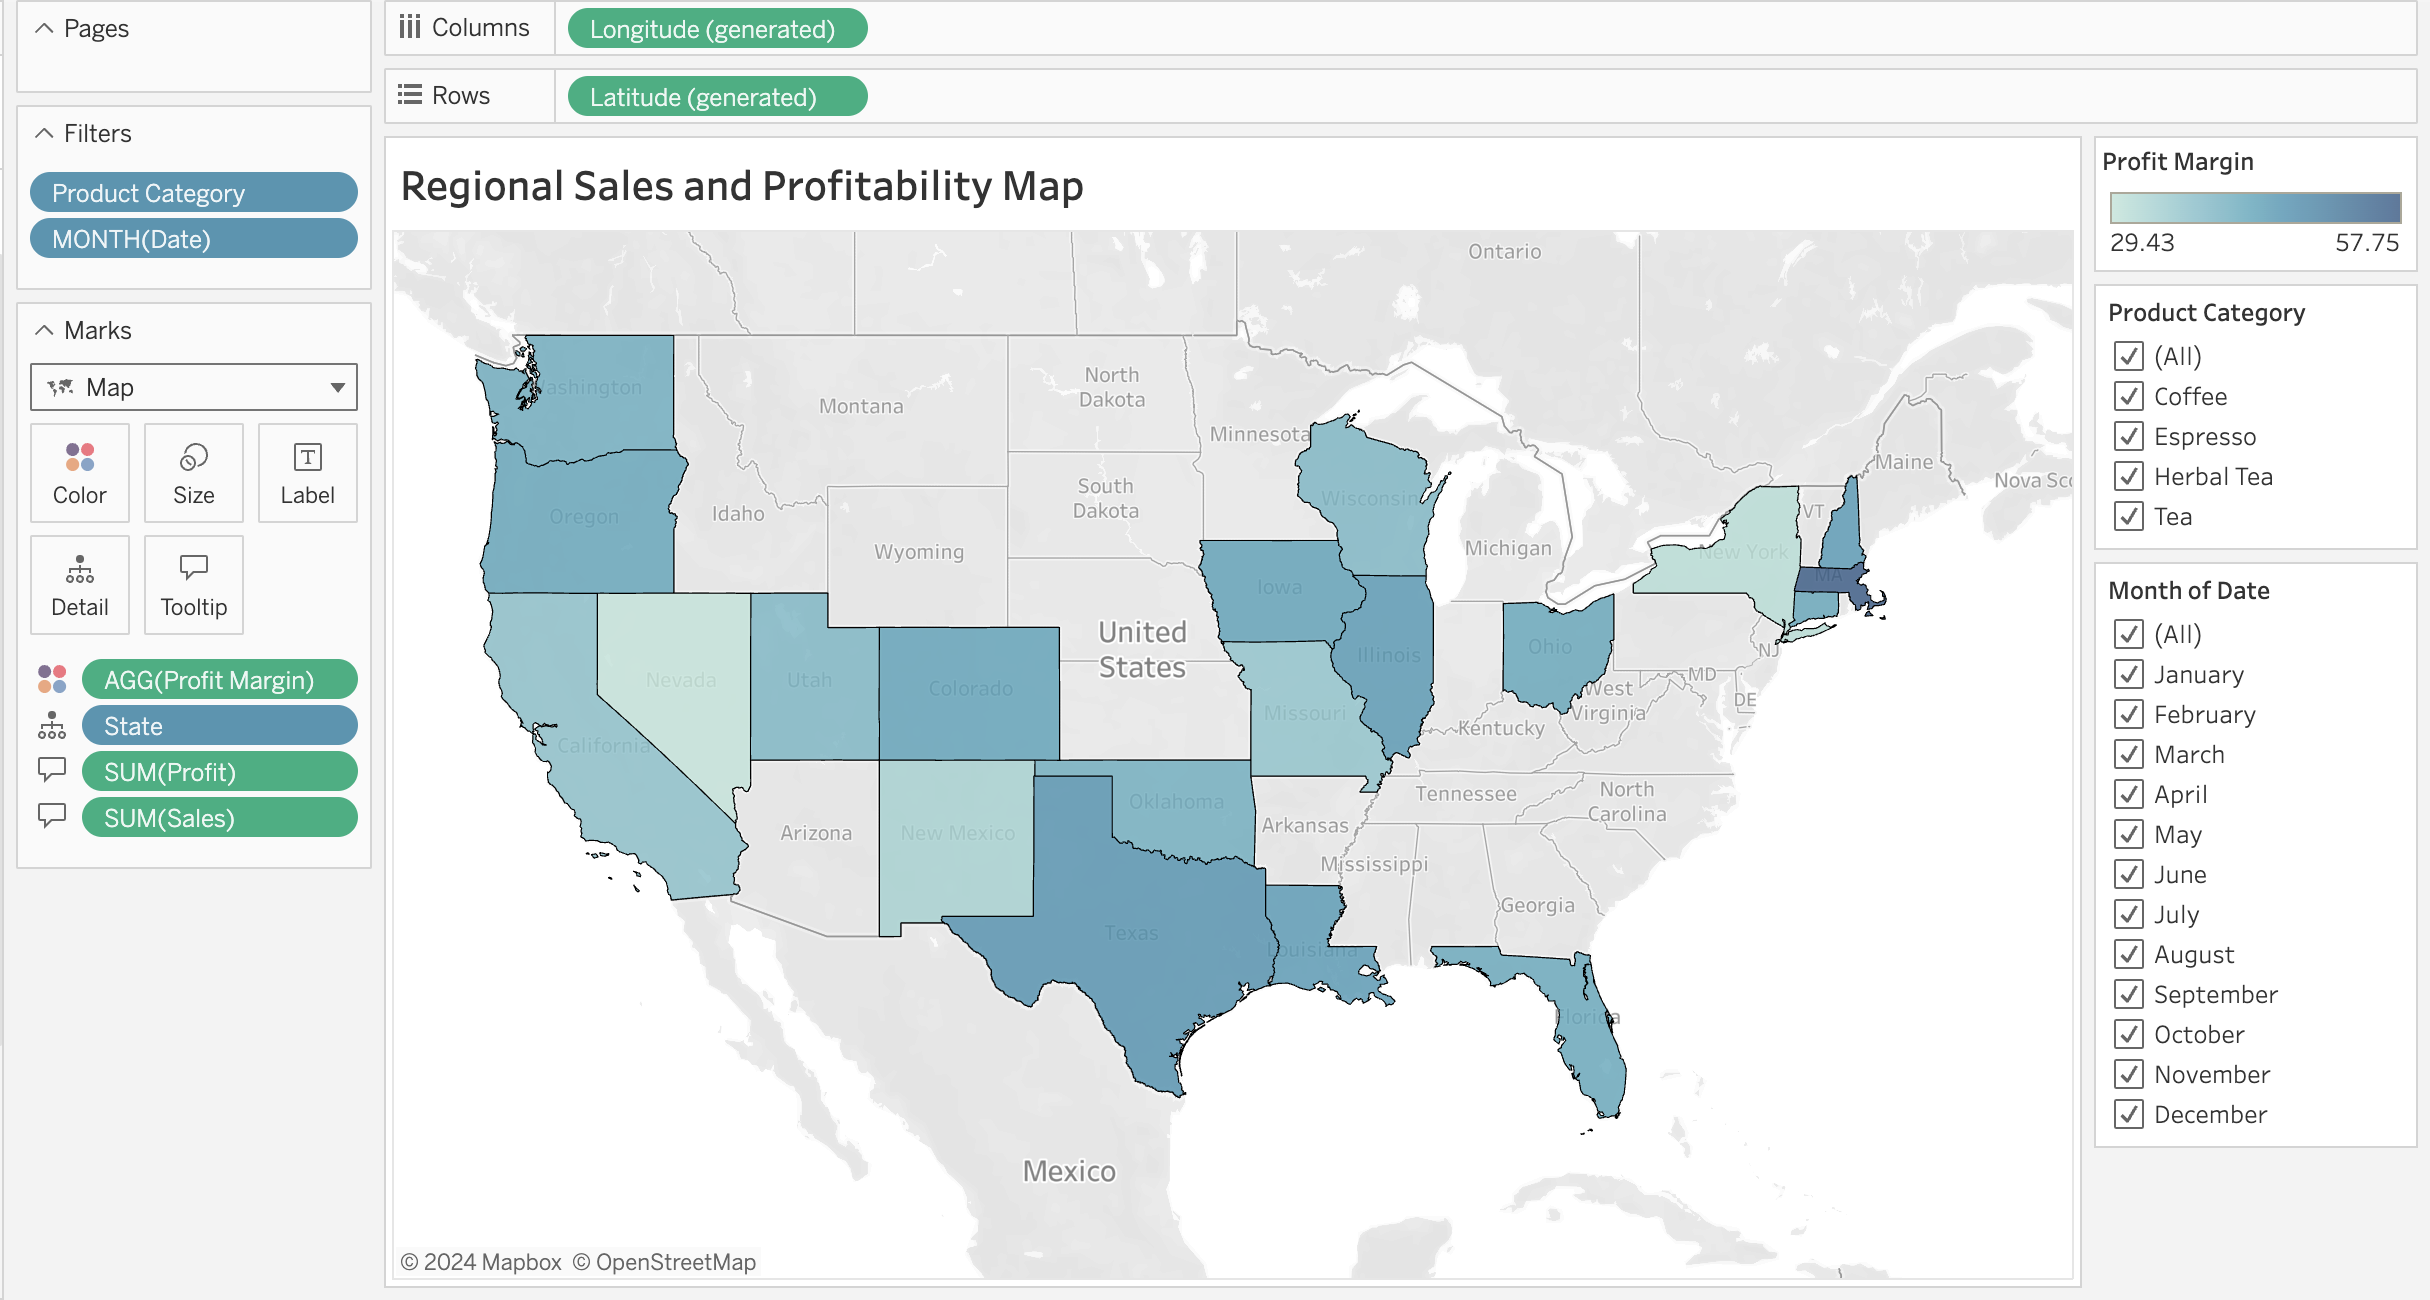 Pages
Filters
Product Category
MONTH(Date)
Marks
Map
Color
Size
Label
Detail
Tooltip
AGG(Profit Margin)
State
SUM(Profit)
SUM(Sales)
Columns
Longitude (generated)
Rows
Latitude (generated)
Regional Sales and Profitability Map
Ontario
Washington
Montana
North
Dakota
Minnesota
Maine
Nova Sc
Oregon
Idaho
South
Dakota
Wisconsin
VT
Wyoming
Michigan
New York
MA
Iowa
United
States
Nevada
Utah
Colorado
Illinois
Ohio
NJ
MD
DE
West
Virginia
California
Missouri
Kentucky
Arizona
New Mexico
Oklahoma
Arkansas
Tennessee
North
Carolina
Mississippi
Georgia
Texas
Louisiana
Florida
Mexico
© 2024 Mapbox © OpenStreetMap
Profit Margin
29.43 57.75
Product Category
(All)
Coffee
Espresso
Herbal Tea
Tea
Month of Date
(All)
January
February
March
April
May
June
July
August
September
October
November
December